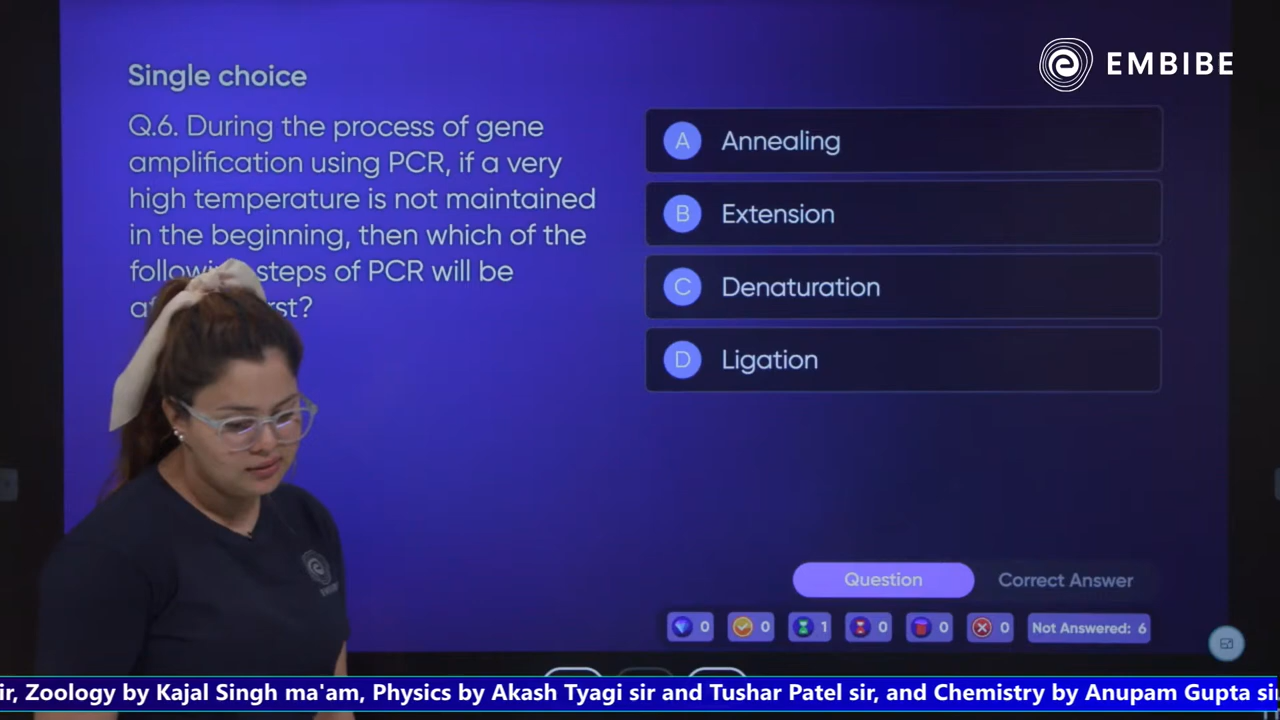 EMBIBE
Single choice
Q.6. During the process of gene
amplification using PCR, if a very
high temperature is not maintained
in the beginning, then which of the
steps of PCR will be
A Annealing
B Extension
C Denaturation
D Ligation
Question Correct Answer
0 0 1 0 0 0 Not Answered: 6
Zoology by Kajal Singh ma'am, Physics by Akash Tyagi sir and Tushar Patel sir, and Chemistry by Anupam Gupta